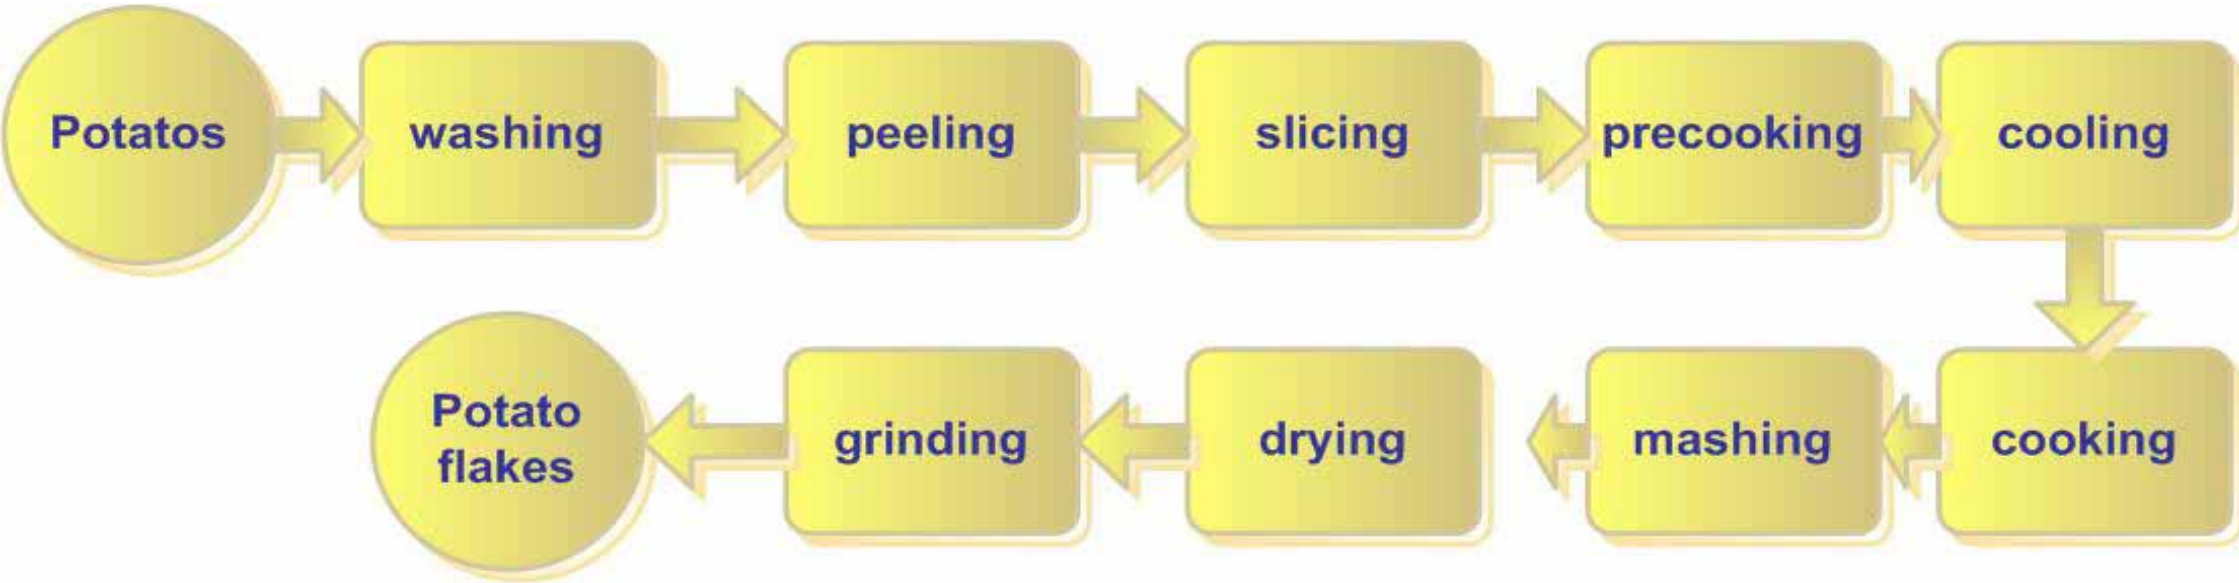 Potatos
washing
peeling
slicing
precooking
cooling
cooking
mashing
drying
grinding
Potato
flakes